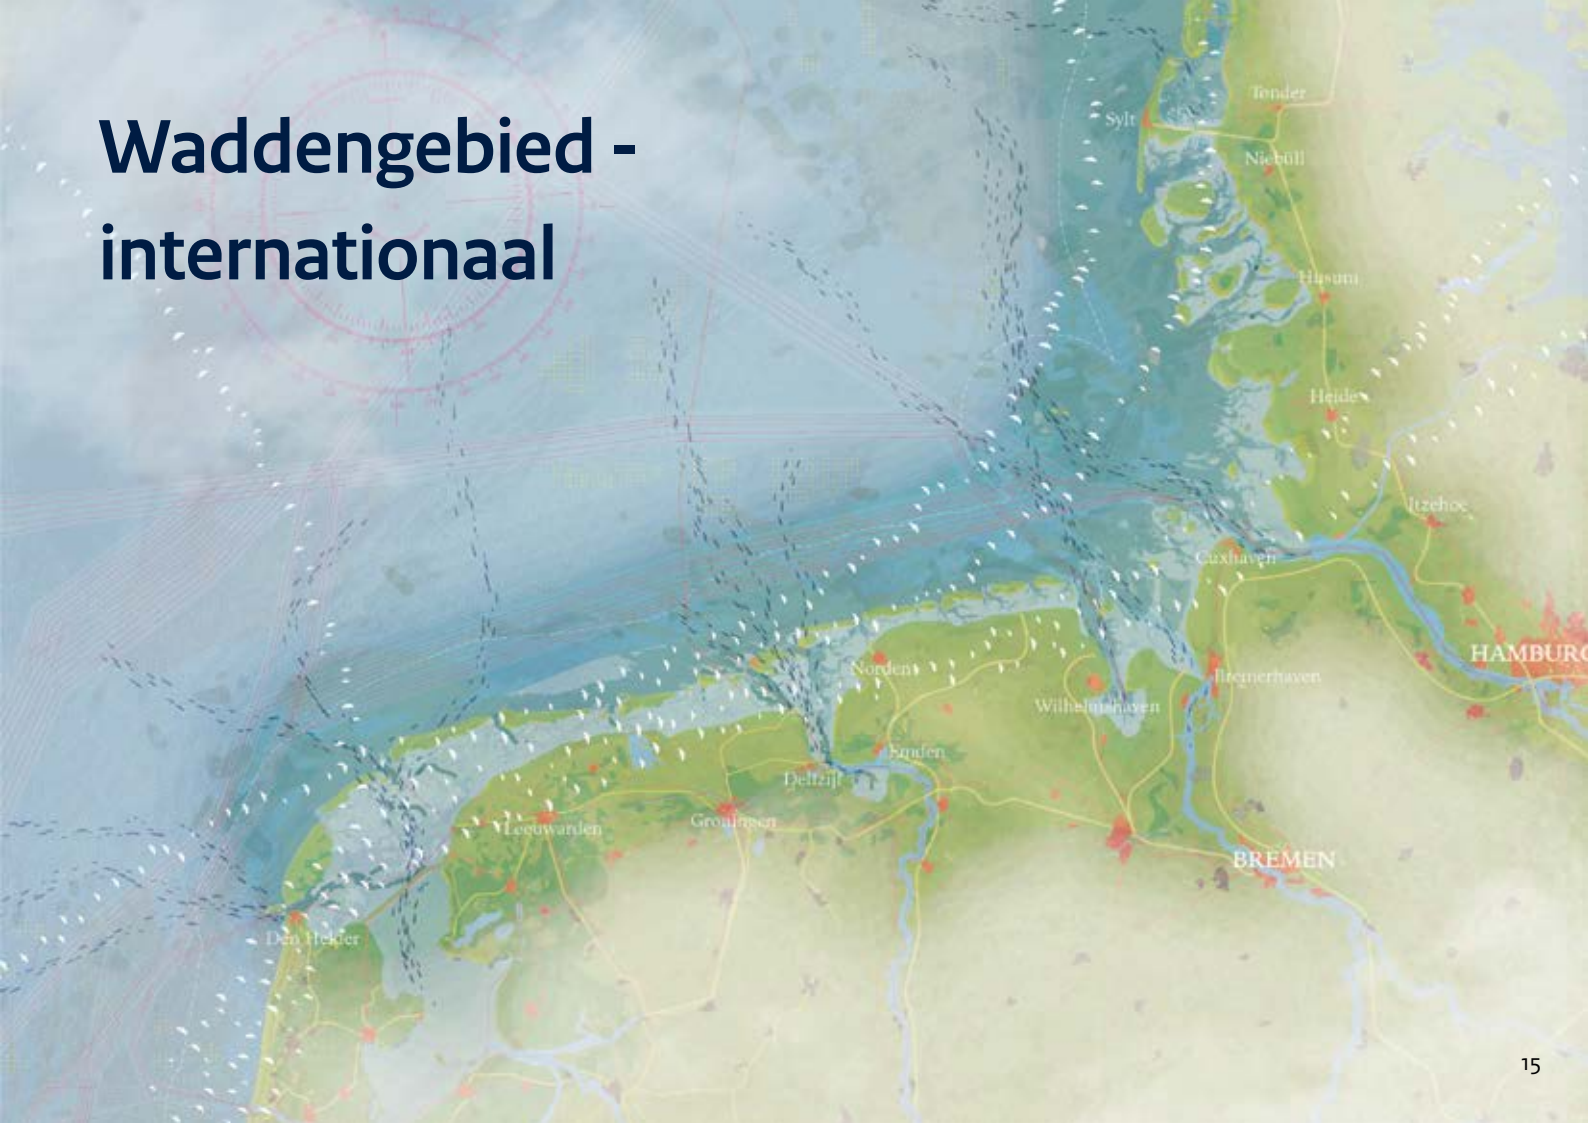 Waddengebied -
internationaal
Tonder
Sylt
Niebüll
Husum
Heide
Itzehoe
Cuxhaven
HAMBURG
Norden
Bremerhaven
Wilhelmshaven
Emden
Delfzijl
Groningen
Leeuwarden
BREMEN
Den Helder
15